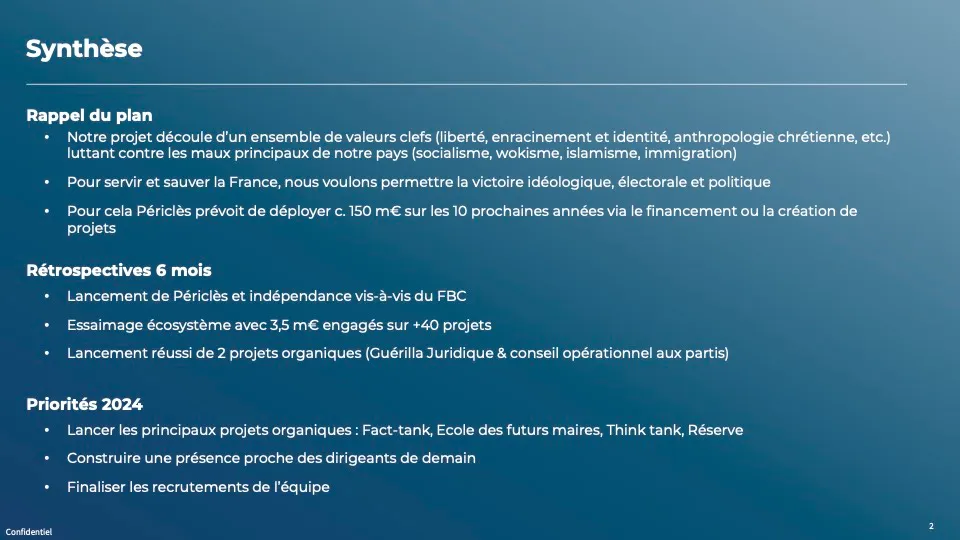 Synthèse
Rappel du plan
• Notre projet découle d'un ensemble de valeurs clefs (liberté, enracinement et identité, anthropologie chrétienne, etc.)
luttant contre les maux principaux de notre pays (socialisme, wokisme, islamisme, immigration)
• Pour servir et sauver la France, nous voulons permettre la victoire idéologique, électorale et politique
• Pour cela Périclès prévoit de déployer c. 150 m€ sur les 10 prochaines années via le financement ou la création de
projets
Rétrospectives 6 mois
• Lancement de Périclès et indépendance vis-à-vis du FBC
• Essaimage écosystème avec 3,5 m€ engagés sur +40 projets
• Lancement réussi de 2 projets organiques (Guérilla Juridique & conseil opérationnel aux partis)
Priorités 2024
• Lancer les principaux projets organiques : Fact-tank, Ecole des futurs maires, Think tank, Réserve
• Construire une présence proche des dirigeants de demain
• Finaliser les recrutements de l'équipe
Confidentiel
2